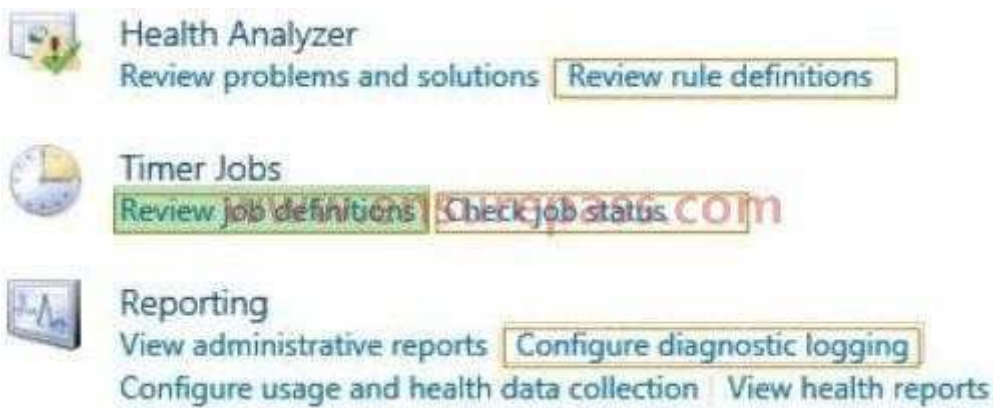 Health Analyzer
Review problems and solutions Review rule definitions
Timer Jobs
Review job definitions Check job status
Reporting
View administrative reports Configure diagnostic logging
Configure usage and health data collection View health reports